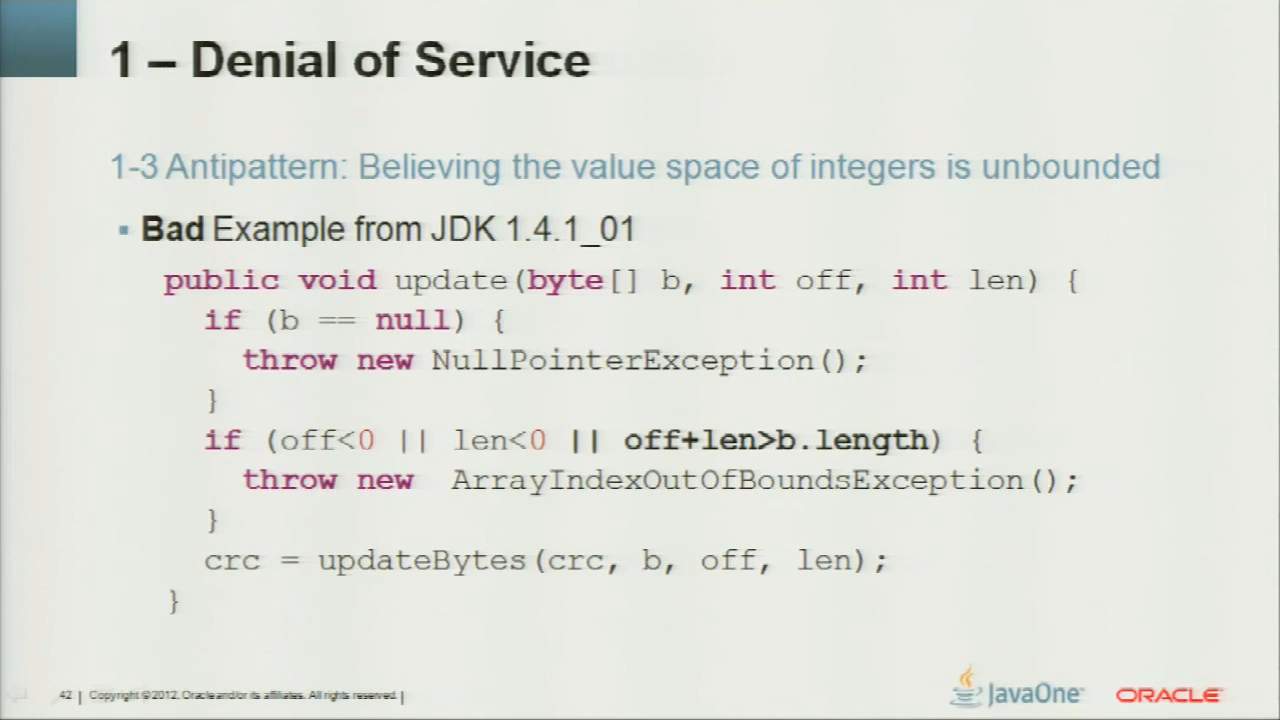 1 – Denial of Service
1-3 Antipattern: Believing the value space of integers is unbounded
▪ Bad Example from JDK 1.4.1_01
public void update(byte[] b, int off, int len) {
if (b == null) {
throw new NullPointerException();
}
if (off<0 || len<0 || off+len>b.length) {
throw new ArrayIndexOutOfBoundsException();
}
crc = updateBytes(crc, b, off, len);
}
42 | Copyright © 2012, Oracle and/or its affiliates. All rights reserved. |
JavaOne
ORACLE